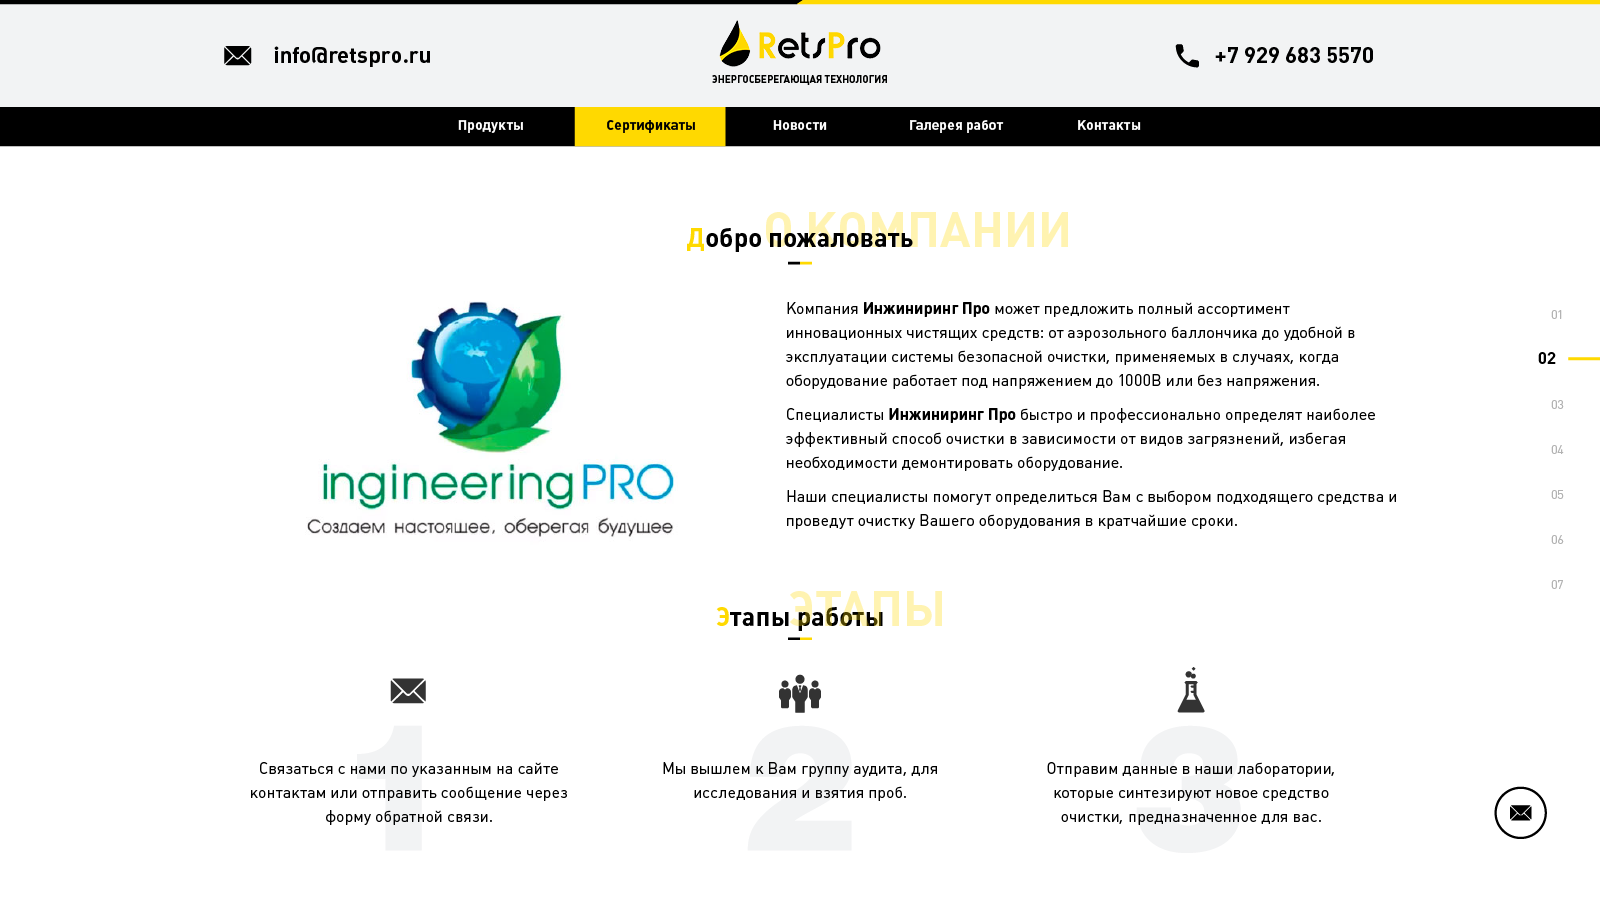 info@retspro.ru
RetsPro
ЭНЕРГОСБЕРЕГАЮЩАЯ ТЕХНОЛОГИЯ
+7 929 683 5570
Продукты
Сертификаты
Новости
Галерея работ
Контакты
О КОМПАНИИ
Добро пожаловать
ingineering PRO
Создаем настоящее, оберегая будущее
Компания Инжиниринг Про может предложить полный ассортимент
инновационных чистящих средств: от аэрозольного баллончика до удобной в
эксплуатации системы безопасной очистки, применяемых в случаях, когда
оборудование работает под напряжением до 1000В или без напряжения.
Специалисты Инжиниринг Про быстро и профессионально определят наиболее
эффективный способ очистки в зависимости от видов загрязнений, избегая
необходимости демонтировать оборудование.
Наши специалисты помогут определиться Вам с выбором подходящего средства и
проведут очистку Вашего оборудования в кратчайшие сроки.
01
02
03
04
05
06
07
ЭТАПЫ
Этапы работы
1
Связаться с нами по указанным на сайте
контактам или отправить сообщение через
форму обратной связи.
2
Мы вышлем к Вам группу аудита, для
исследования и взятия проб.
3
Отправим данные в наши лаборатории,
которые синтезируют новое средство
очистки, предназначенное для вас.